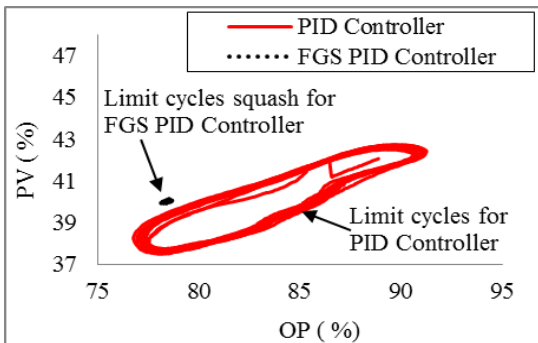 PID Controller
FGS PID Controller
47
45
43
41
39
37
PV ( %)
Limit cycles squash for
FGS PID Controller
Limit cycles for
PID Controller
75
80
85
90
95
OP ( %)